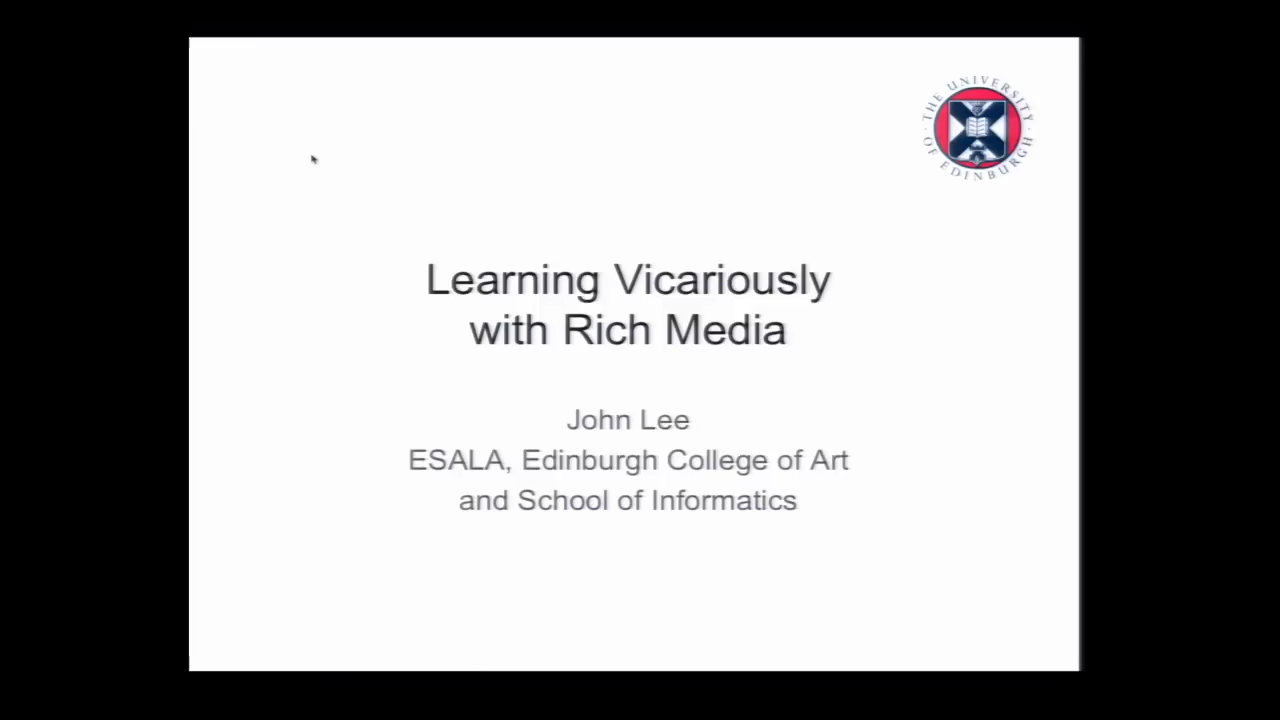 THE UNIVERSITY OF EDINBURGH
Learning Vicariously
with Rich Media
John Lee
ESALA, Edinburgh College of Art
and School of Informatics